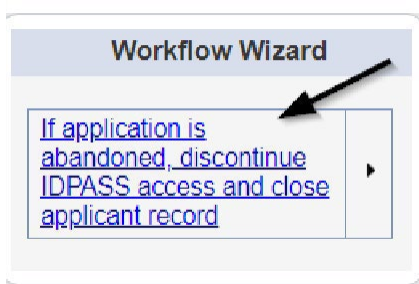 Workflow Wizard
If application is
abandoned, discontinue
IDPASS access and close
applicant record